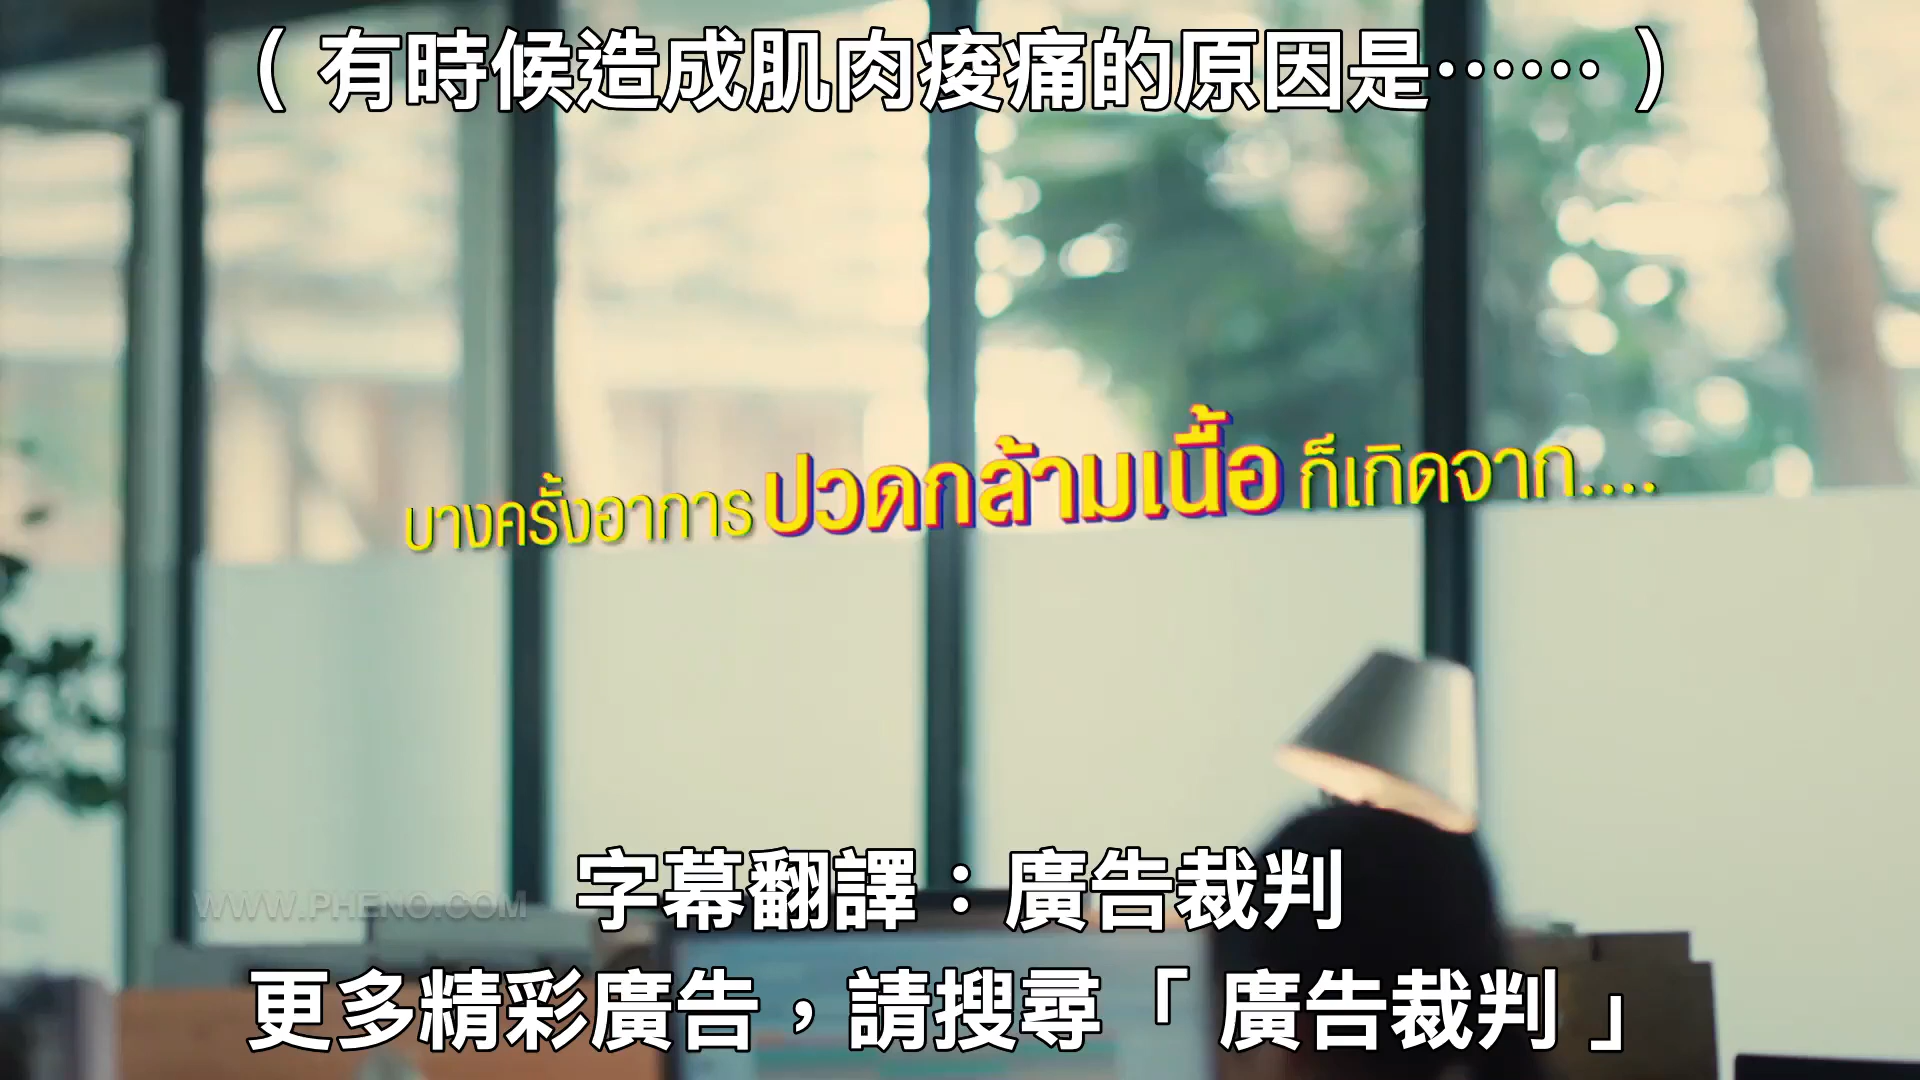 （ 有時候造成肌肉痠痛的原因是⋯⋯ ）
บางครั้งอาการ ปวดกล้ามเนื้อ ก็เกิดจาก....
WWW.PHENO.COM
字幕翻譯：廣告裁判
更多精彩廣告，請搜尋「 廣告裁判 」